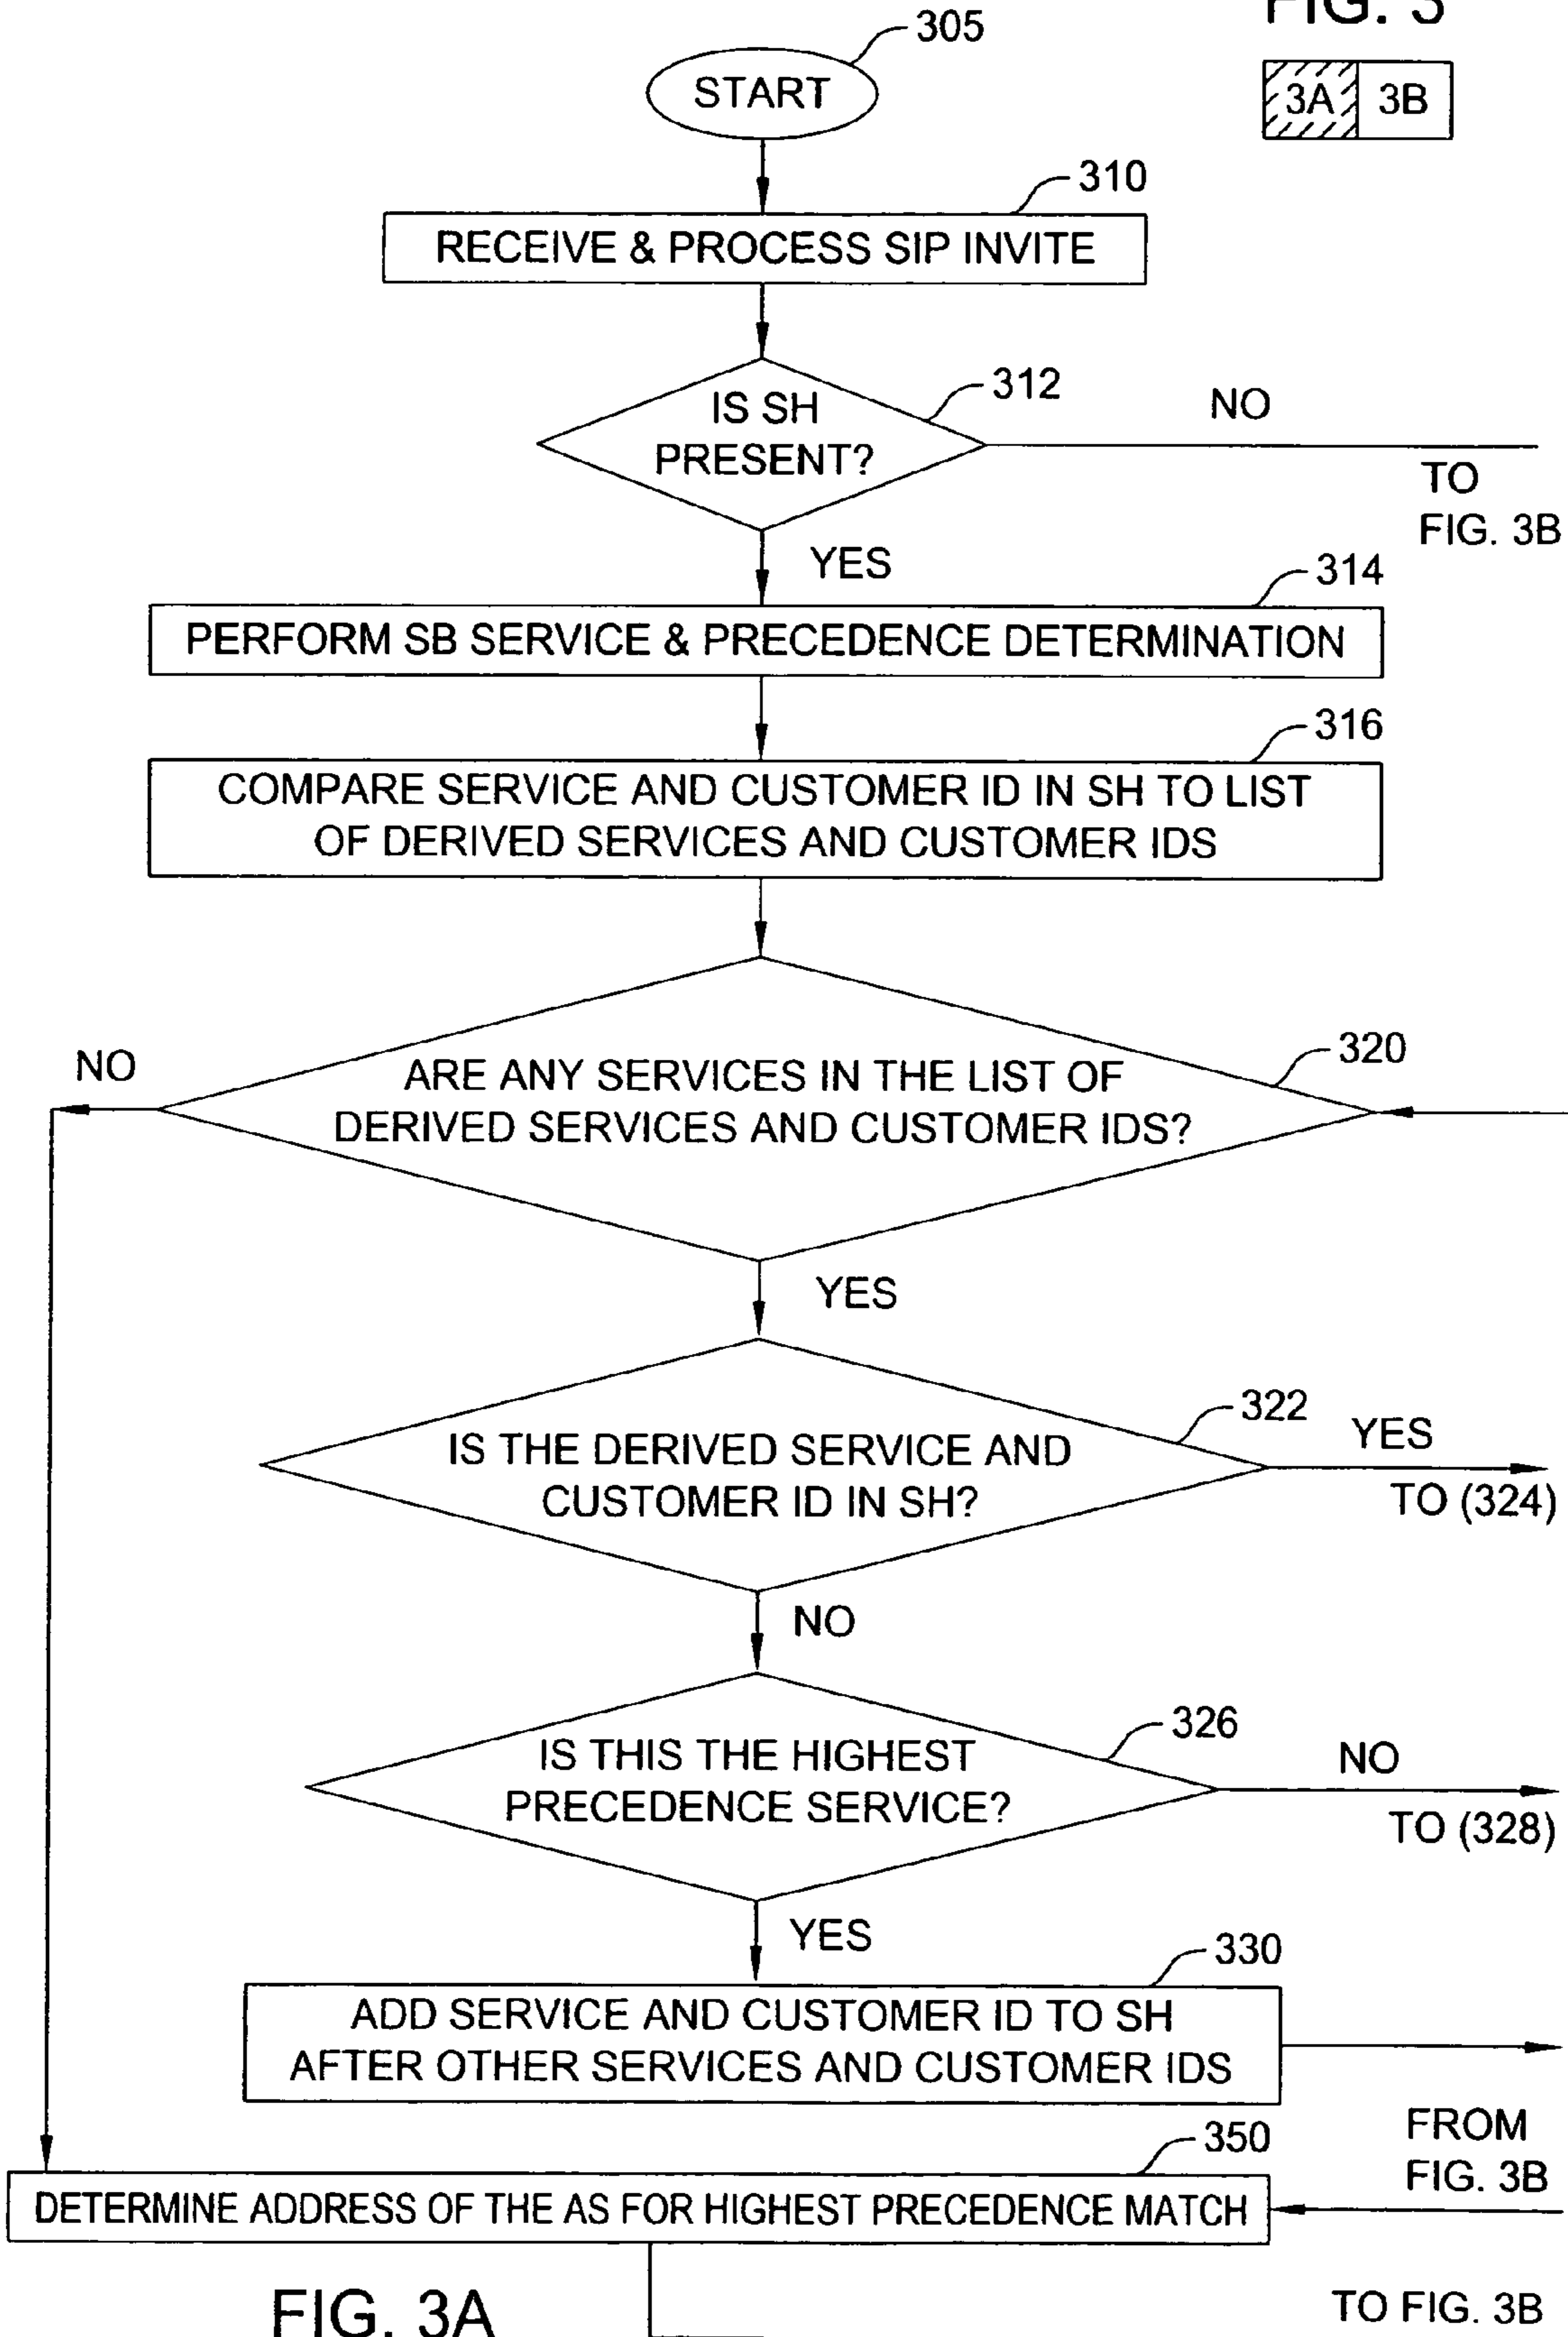 FIG. 3
305
START
3A 3B
310
RECEIVE & PROCESS SIP INVITE
312
IS SH
PRESENT?
NO
TO
FIG. 3B
YES
314
PERFORM SB SERVICE & PRECEDENCE DETERMINATION
316
COMPARE SERVICE AND CUSTOMER ID IN SH TO LIST
OF DERIVED SERVICES AND CUSTOMER IDS
NO
320
ARE ANY SERVICES IN THE LIST OF
DERIVED SERVICES AND CUSTOMER IDS?
YES
322
IS THE DERIVED SERVICE AND
CUSTOMER ID IN SH?
YES
TO (324)
NO
326
IS THIS THE HIGHEST
PRECEDENCE SERVICE?
NO
TO (328)
YES
330
ADD SERVICE AND CUSTOMER ID TO SH
AFTER OTHER SERVICES AND CUSTOMER IDS
FROM
FIG. 3B
350
DETERMINE ADDRESS OF THE AS FOR HIGHEST PRECEDENCE MATCH
FIG. 3A
TO FIG. 3B